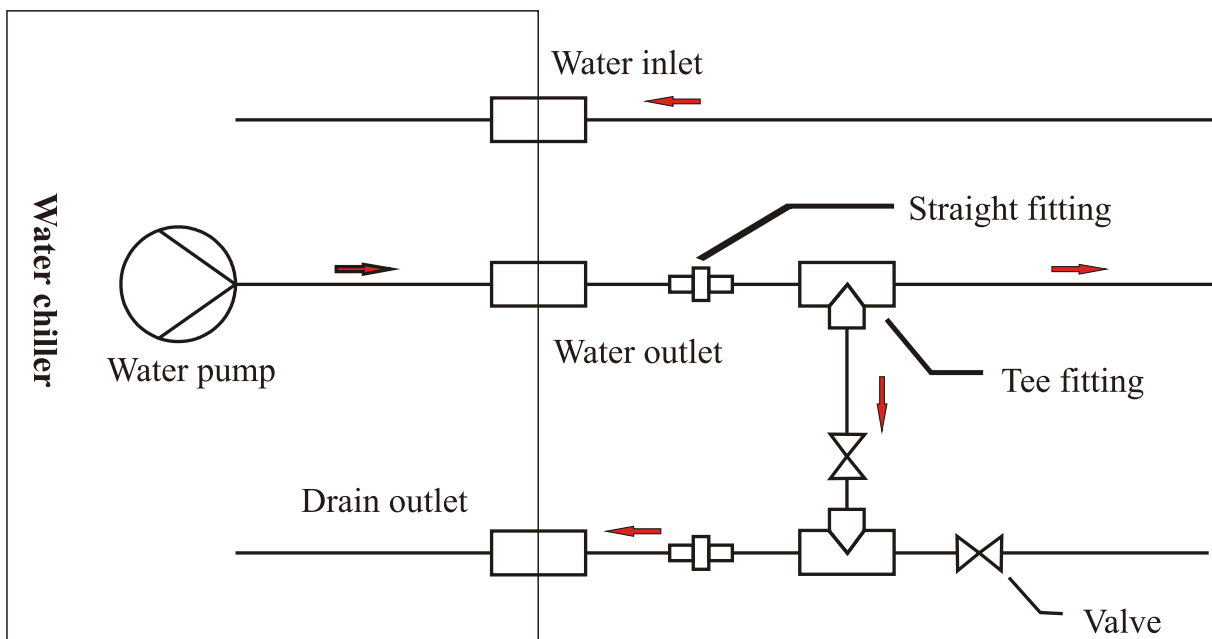 Water inlet
Straight fitting
Water chiller
Water outlet
Water pump
Tee fitting
Drain outlet
Valve